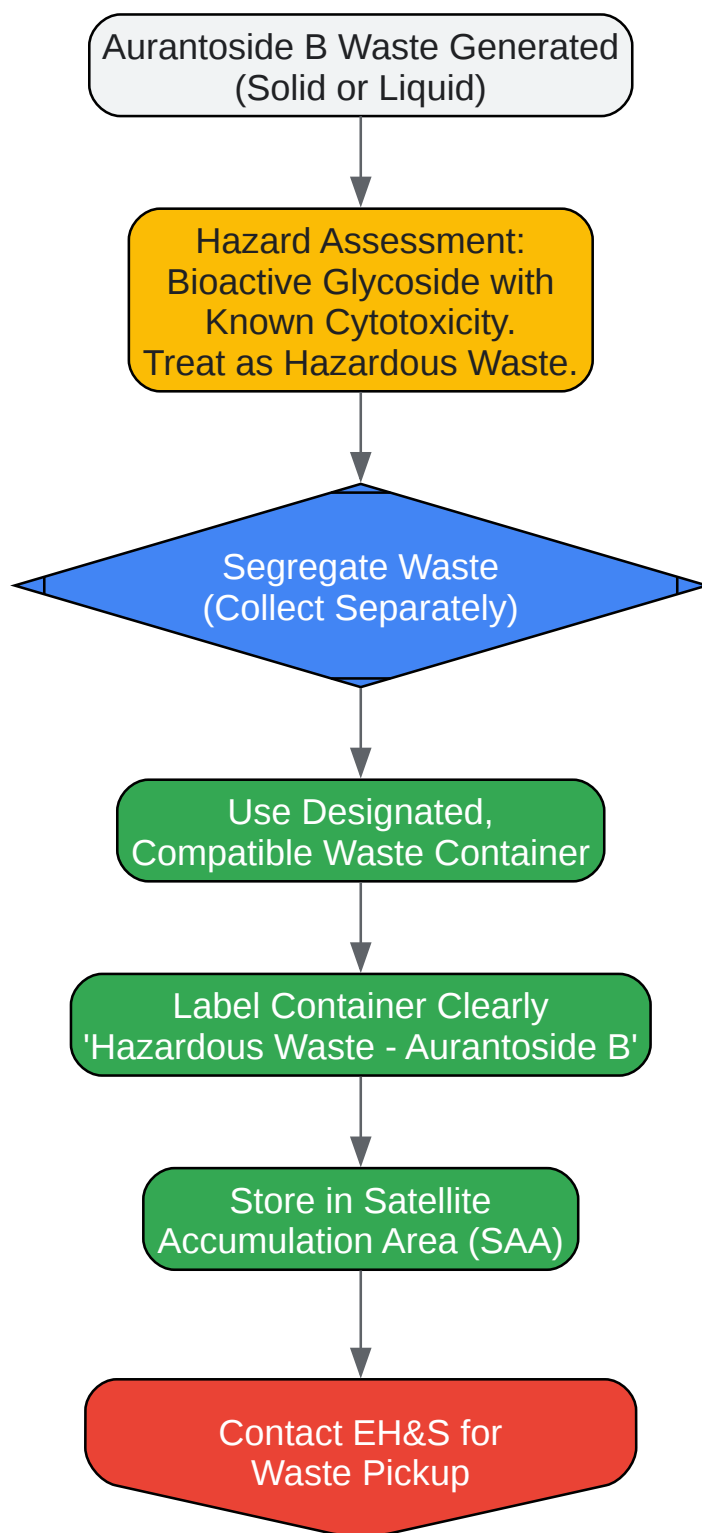 Aurantoside B Waste Generated
(Solid or Liquid)
Hazard Assessment:
Bioactive Glycoside with
Known Cytotoxicity.
Treat as Hazardous Waste.
Segregate Waste
(Collect Separately)
Use Designated,
Compatible Waste Container
Label Container Clearly
'Hazardous Waste - Aurantoside B'
Store in Satellite
Accumulation Area (SAA)
Contact EH&S for
Waste Pickup